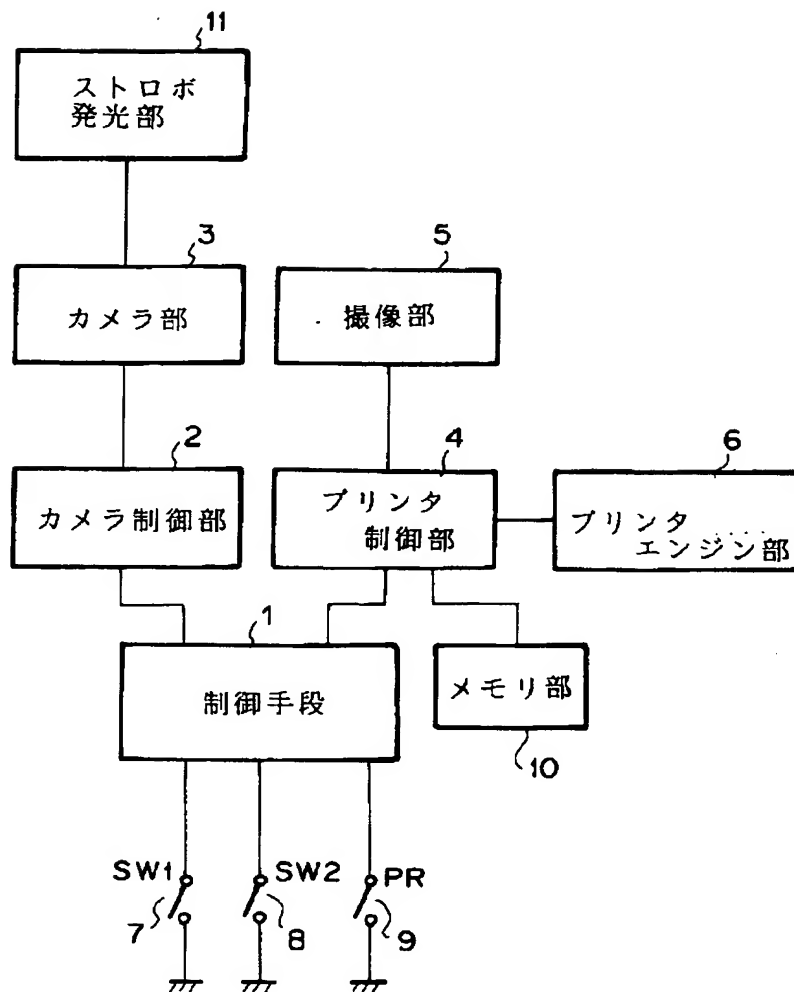 11
ストロボ
発光部
3
カメラ部
5
撮像部
2
カメラ制御部
4
プリンタ
制御部
6
プリンタ
エンジン部
1
制御手段
メモリ部
10
SW1
7
SW2
8
PR
9